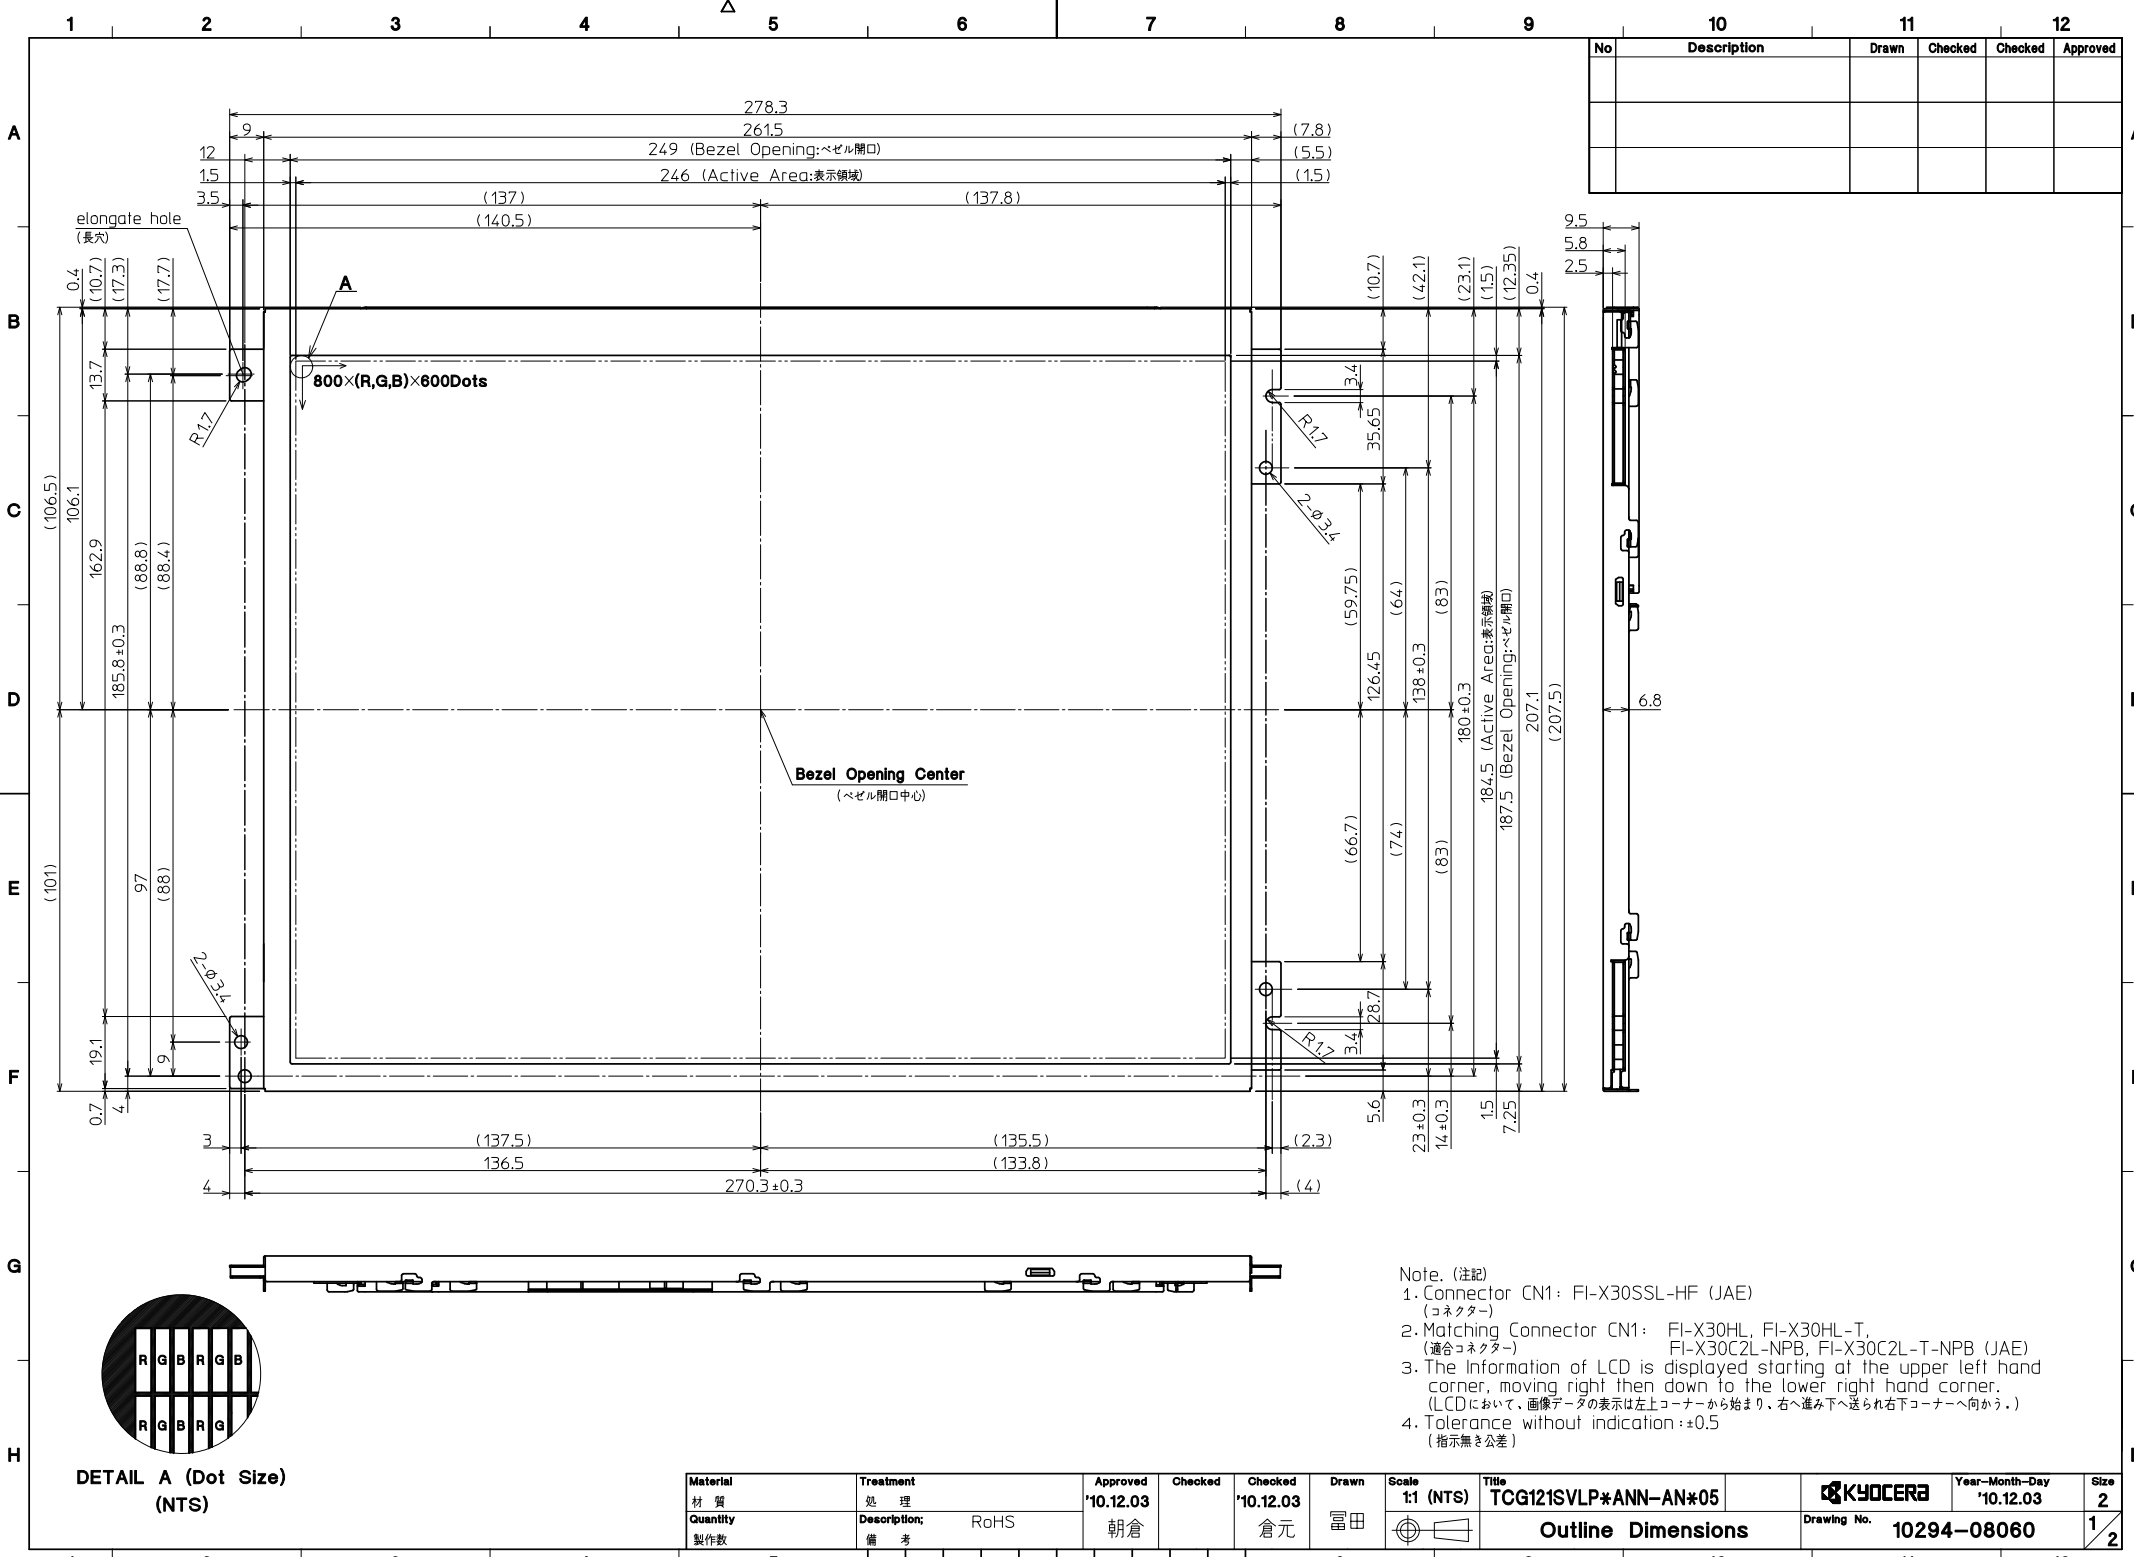 1 2 3 4 5 6 7 8 9 10 11 12
No Description Drawn Checked Checked Approved
A
B
C
D
E
F
G
H
278.3
9 261.5 (7.8)
12 249 (Bezel Opening:ベゼル開口) (5.5)
1.5 246 (Active Area:表示領域) (1.5)
3.5 (137) (137.8)
(140.5)
elongate hole
(長穴)
0.4
(10.7)
(17.3)
(17.7)
A
800×(R,G,B)×600Dots
13.7
R1.7
(106.5)
106.1
162.9
(88.8)
(88.4)
185.8±0.3
(101)
97
(88)
2-Ø3.4
19.1
9
0.7
4
Bezel Opening Center
(ベゼル開口中心)
(10.7)
(42.1)
(23.1)
(1.5)
(12.35)
0.4
3.4
35.65
R1.7
2-Ø3.4
(59.75)
(64)
(83)
126.45
138±0.3
180±0.3
184.5 (Active Area:表示領域)
187.5 (Bezel Opening:ベゼル開口)
207.1
(207.5)
(66.7)
(74)
(83)
28.7
3.4
R1.7
5.6
23±0.3
14±0.3
1.5
7.25
9.5
5.8
2.5
6.8
3 (137.5) (135.5) (2.3)
136.5 (133.8)
4 270.3±0.3 (4)
R G B R G B
R G B R G
DETAIL A (Dot Size)
(NTS)
Note. (注記)
1. Connector CN1: FI-X30SSL-HF (JAE)
(コネクター)
2. Matching Connector CN1: FI-X30HL, FI-X30HL-T,
(適合コネクター) FI-X30C2L-NPB, FI-X30C2L-T-NPB (JAE)
3. The Information of LCD is displayed starting at the upper left hand
corner, moving right then down to the lower right hand corner.
(LCDにおいて、画像データの表示は左上コーナーから始まり、右へ進み下へ送られ右下コーナーへ向かう.)
4. Tolerance without indication:±0.5
(指示無き公差)
Material Treatment Approved Checked Checked Drawn Scale Title Year-Month-Day Size
材 質 処 理 '10.12.03 '10.12.03 1:1 (NTS) TCG121SVLP*ANN-AN*05 KYOCERA '10.12.03 2
Quantity Description; RoHS 朝倉 倉元 冨田 Outline Dimensions Drawing No. 10294-08060 1/2
製作数 備 考